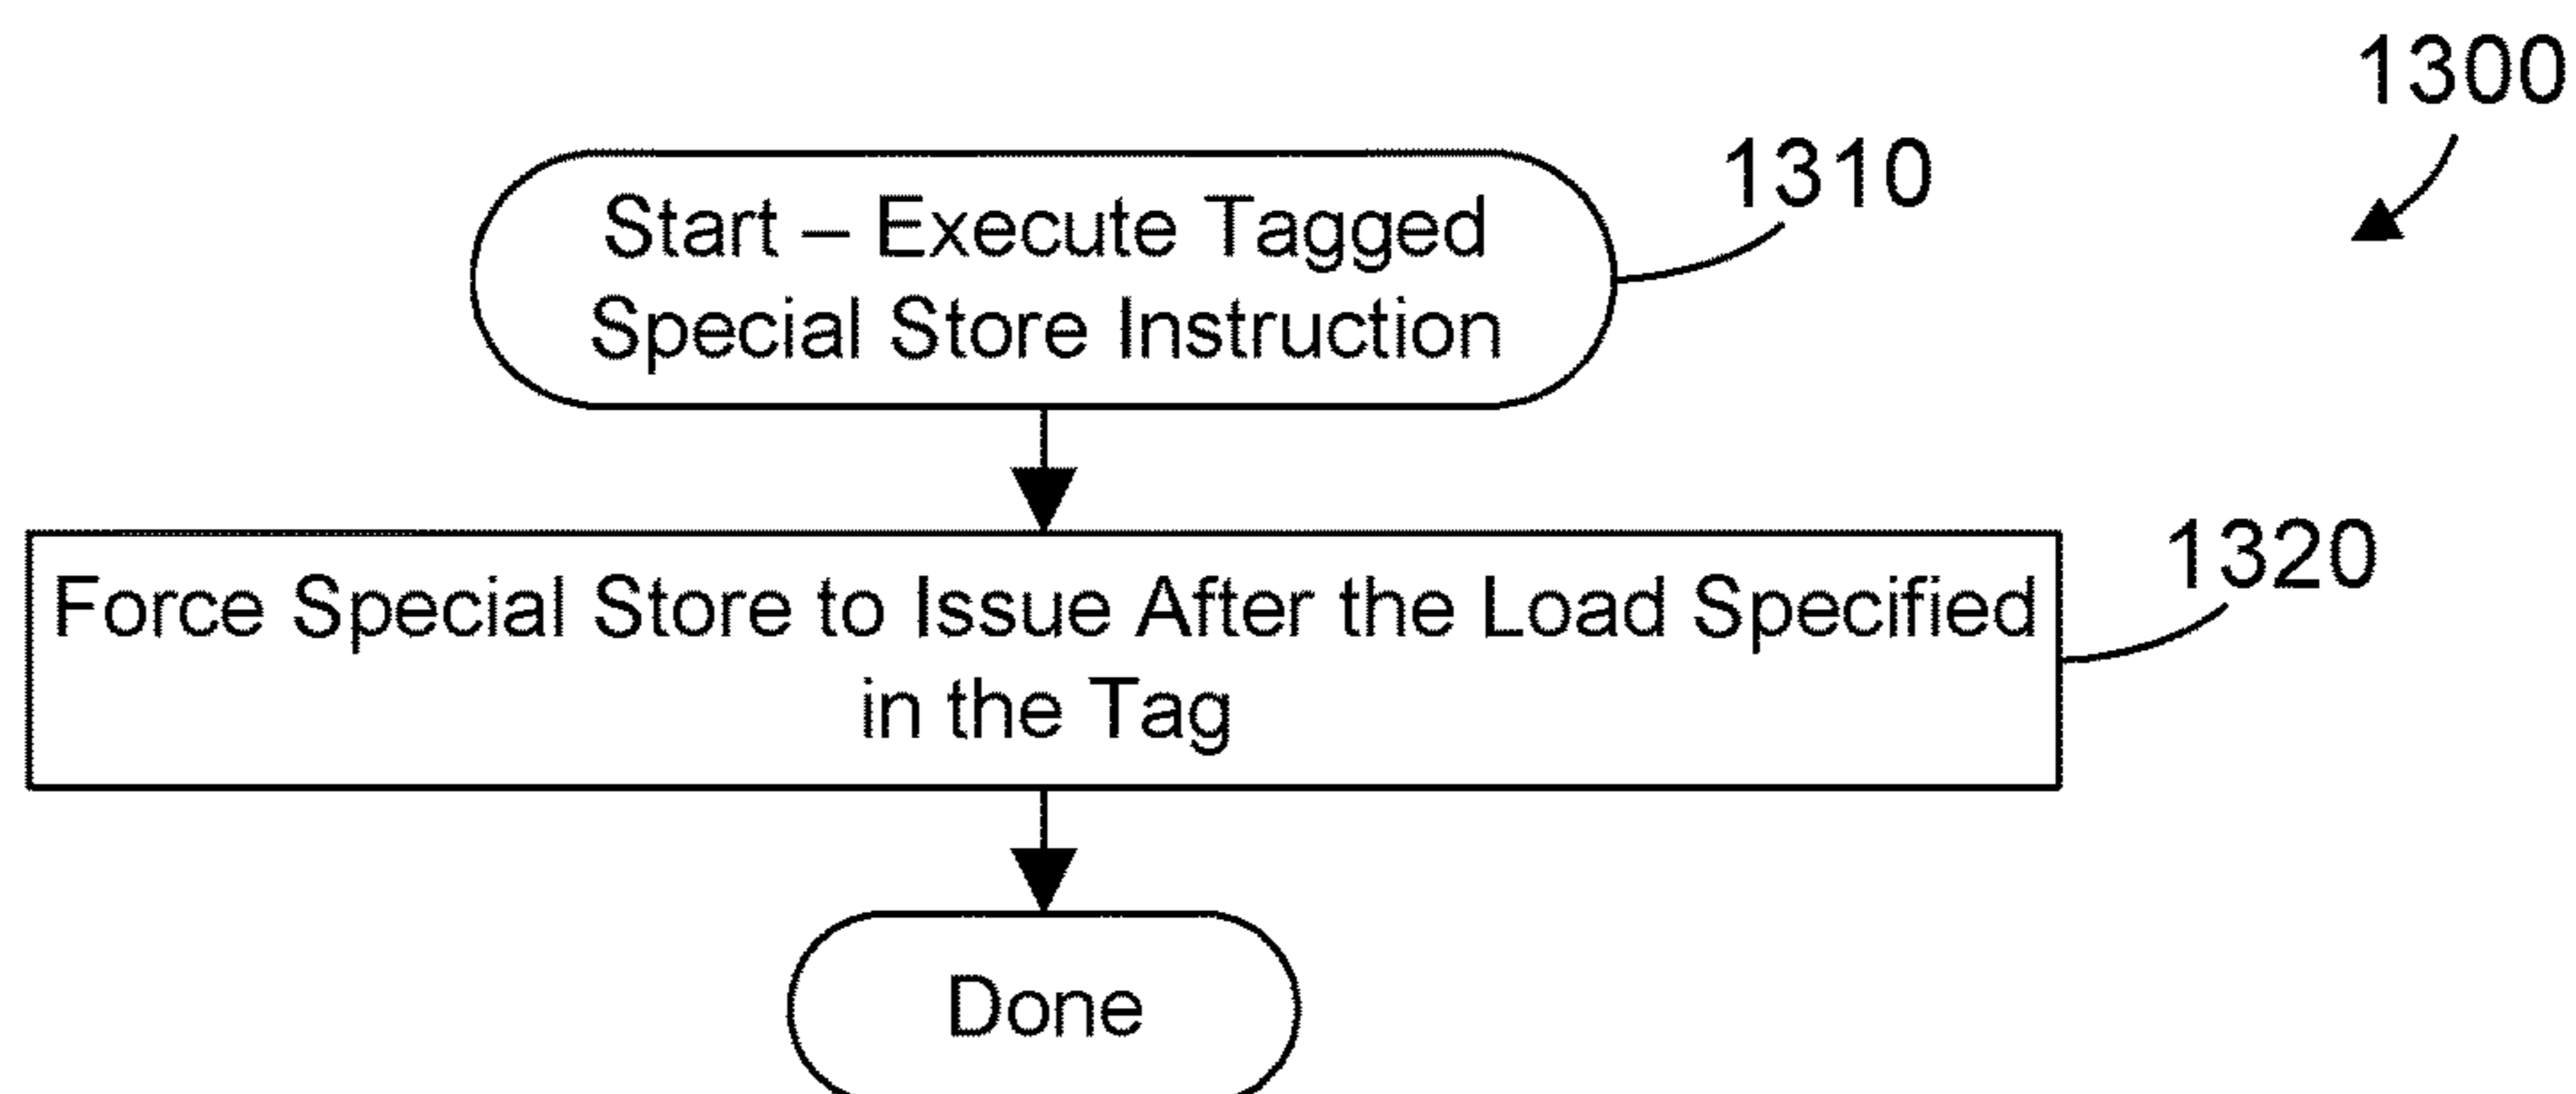 1300
Start – Execute Tagged
Special Store Instruction
1310
Force Special Store to Issue After the Load Specified
in the Tag
1320
Done